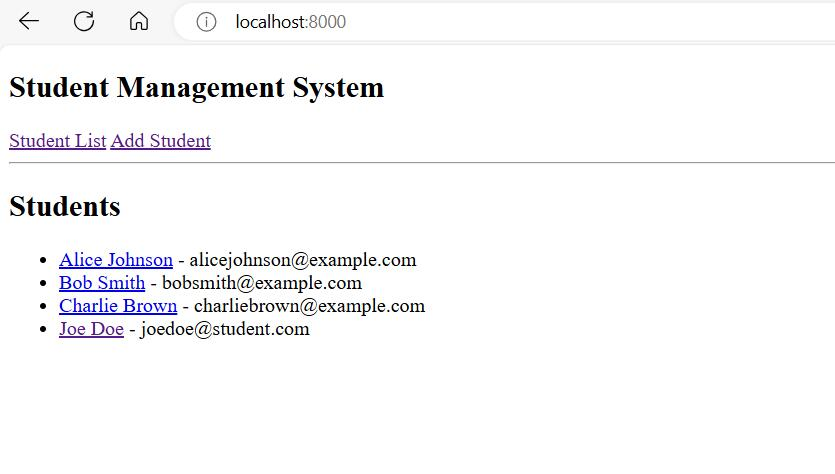 localhost:8000
Student Management System
Student List Add Student
Students
Alice Johnson - alicejohnson@example.com
Bob Smith - bobsmith@example.com
Charlie Brown - charliebrown@example.com
Joe Doe - joedoe@student.com